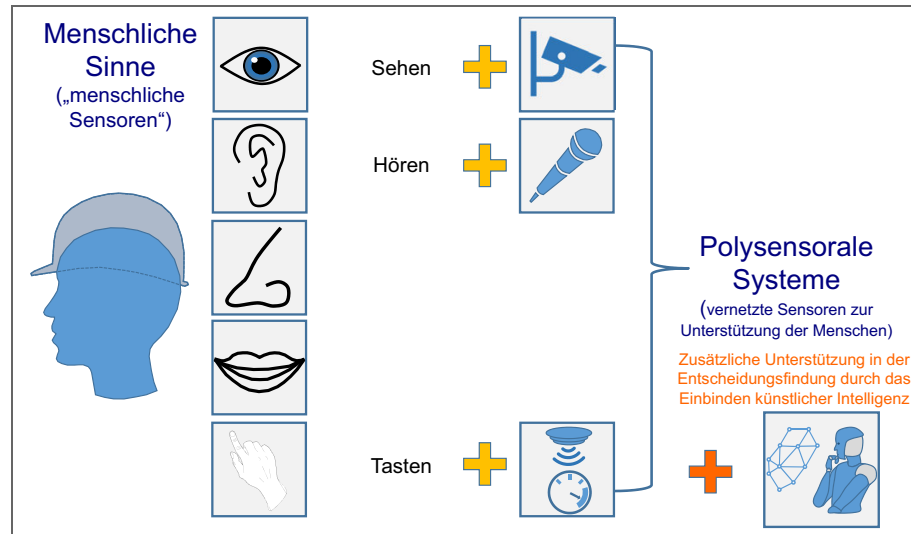 Menschliche
Sinne
(„menschliche
Sensoren“)
Sehen
Hören
Tasten
Polysensorale
Systeme
(vernetzte Sensoren zur
Unterstützung der Menschen)
Zusätzliche Unterstützung in der
Entscheidungsfindung durch das
Einbinden künstlicher Intelligenz